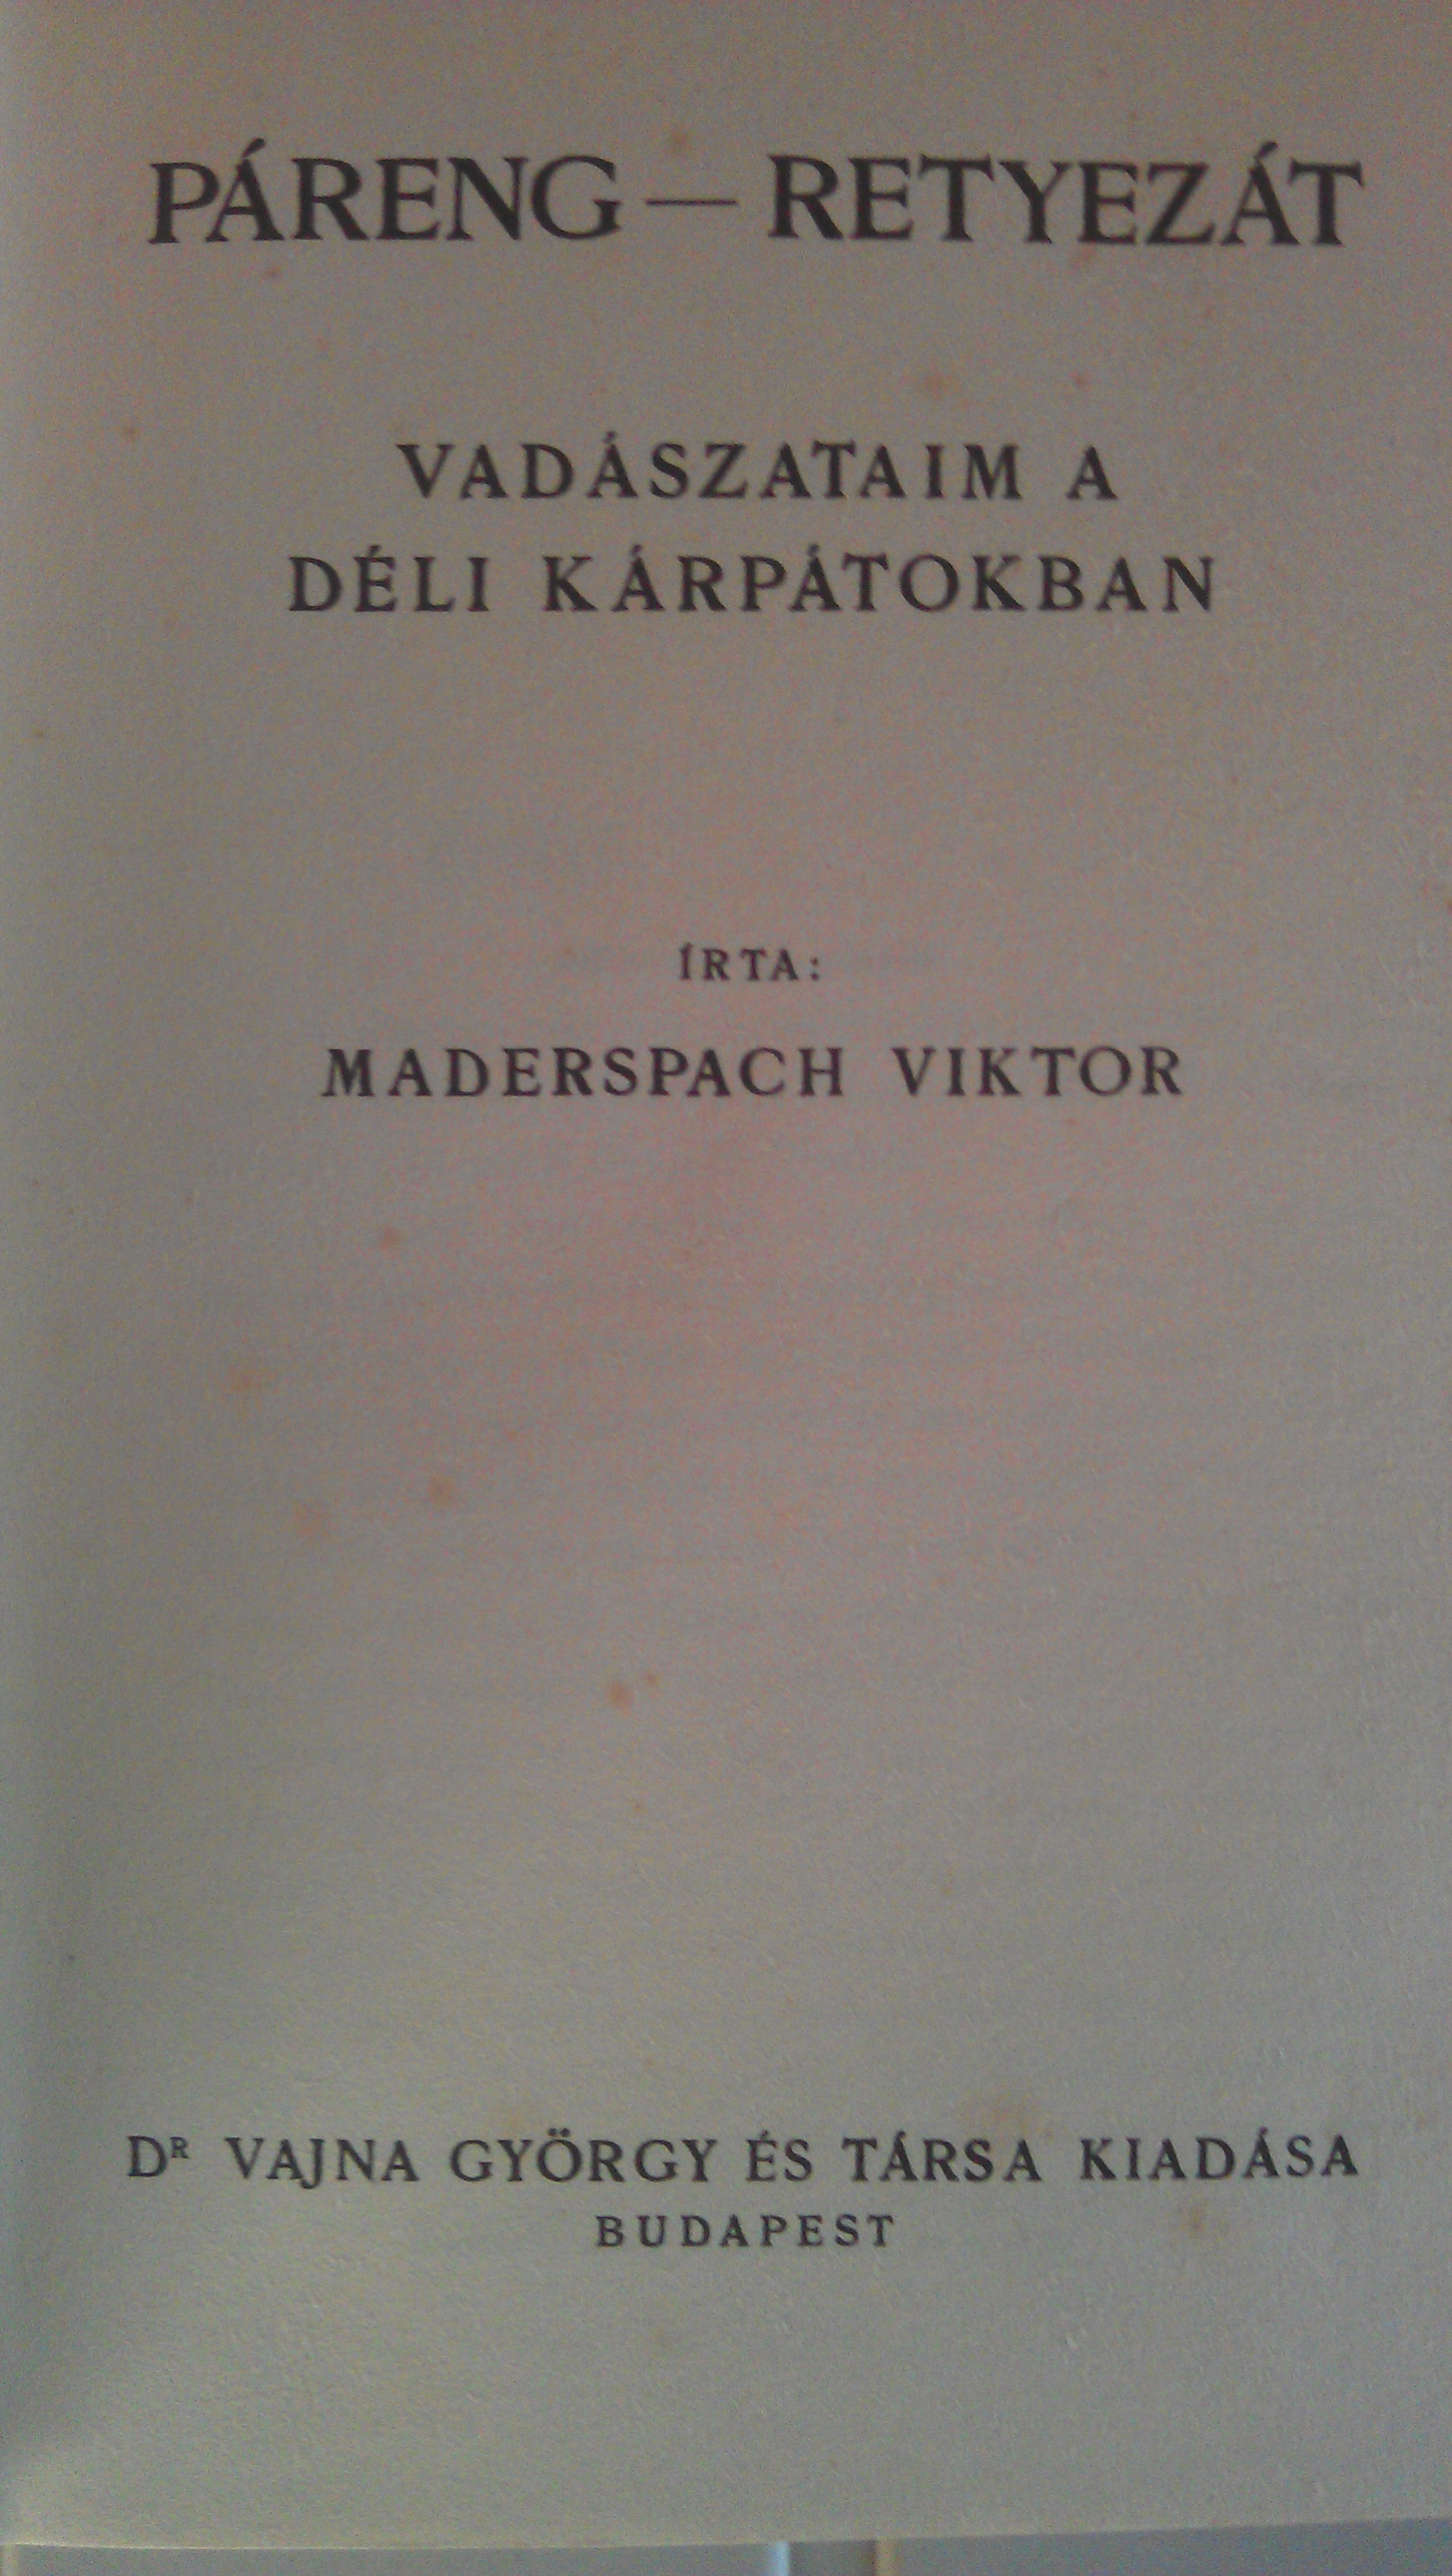 PÁRENG — RETYEZÁT
VADÁSZATAIM A
DÉLI KÁRPÁTOKBAN
ÍRTA:
MADERSPACH VIKTOR
DR VAJNA GYÖRGY ÉS TÁRSA KIADÁSA
BUDAPEST